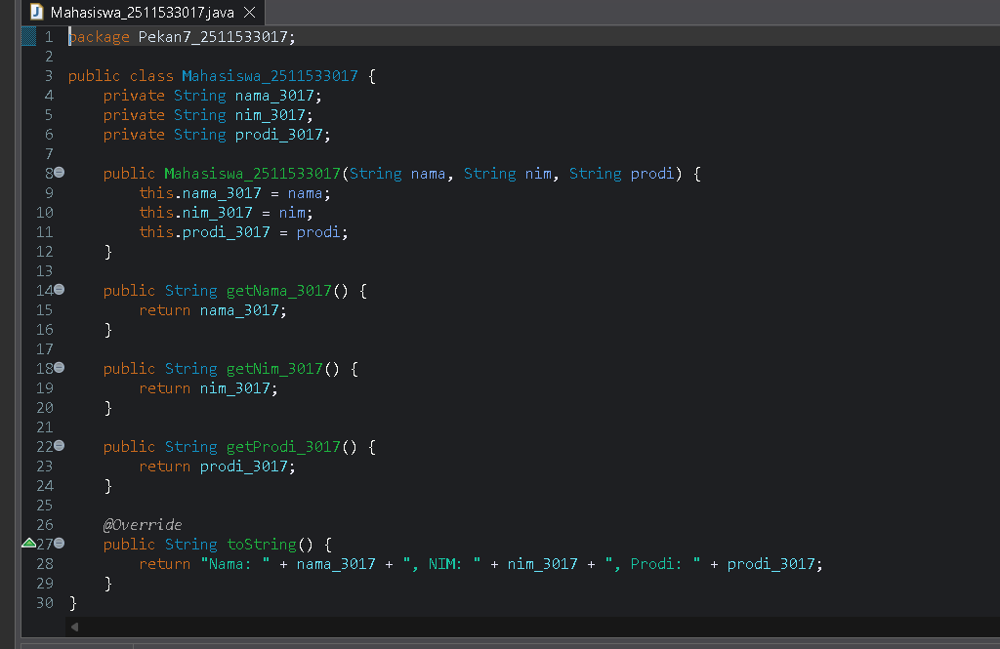 Mahasiswa_2511533017.java
1 package Pekan7_2511533017;
2
3 public class Mahasiswa_2511533017 {
4     private String nama_3017;
5     private String nim_3017;
6     private String prodi_3017;
7
8     public Mahasiswa_2511533017(String nama, String nim, String prodi) {
9         this.nama_3017 = nama;
10         this.nim_3017 = nim;
11         this.prodi_3017 = prodi;
12     }
13
14     public String getNama_3017() {
15         return nama_3017;
16     }
17
18     public String getNim_3017() {
19         return nim_3017;
20     }
21
22     public String getProdi_3017() {
23         return prodi_3017;
24     }
25
26     @Override
27     public String toString() {
28         return "Nama: " + nama_3017 + ", NIM: " + nim_3017 + ", Prodi: " + prodi_3017;
29     }
30 }